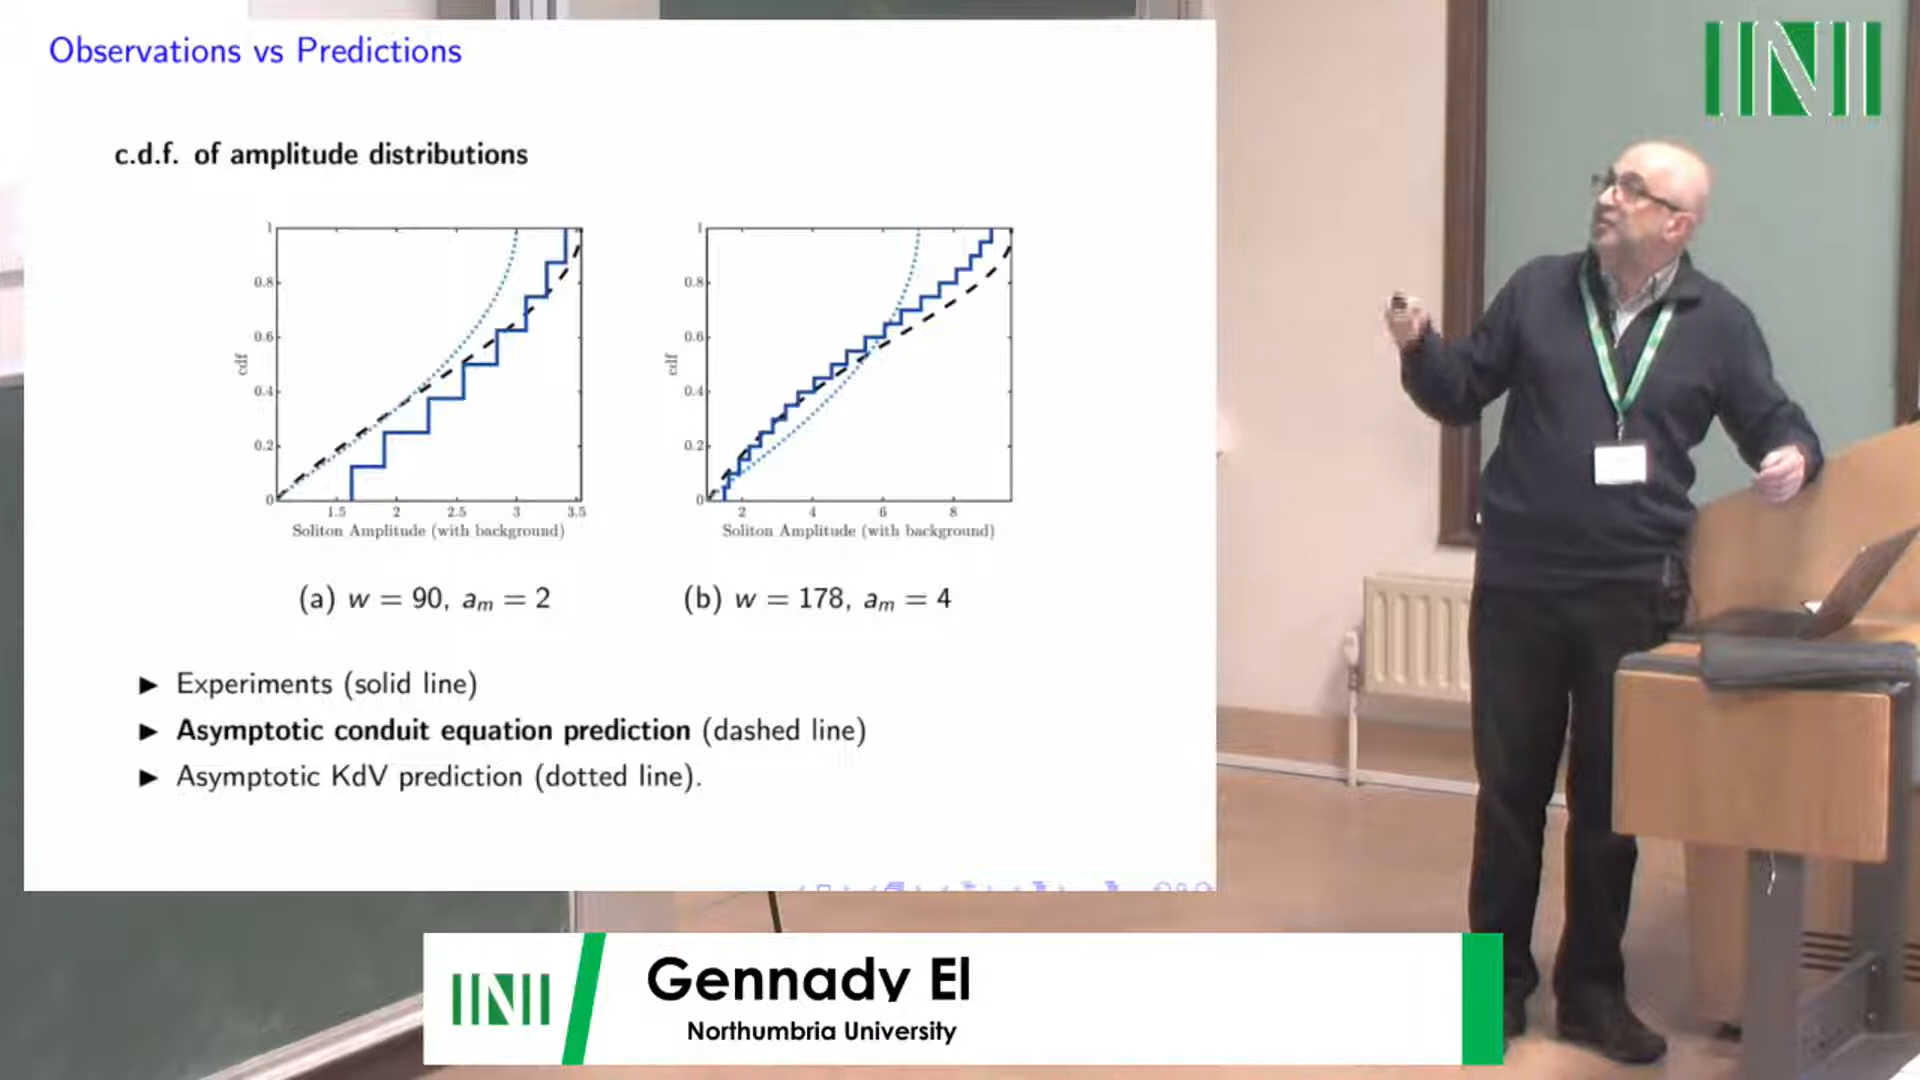 Observations vs Predictions
c.d.f. of amplitude distributions
1
0.8
0.6
0.4
0.2
0
cdf
1.5 2 2.5 3 3.5
Soliton Amplitude (with background)
1
0.8
0.6
0.4
0.2
0
cdf
2 4 6 8
Soliton Amplitude (with background)
(a) w = 90, aₘ = 2
(b) w = 178, aₘ = 4
▶ Experiments (solid line)
▶ Asymptotic conduit equation prediction (dashed line)
▶ Asymptotic KdV prediction (dotted line).
INI
INI
Gennady El
Northumbria University